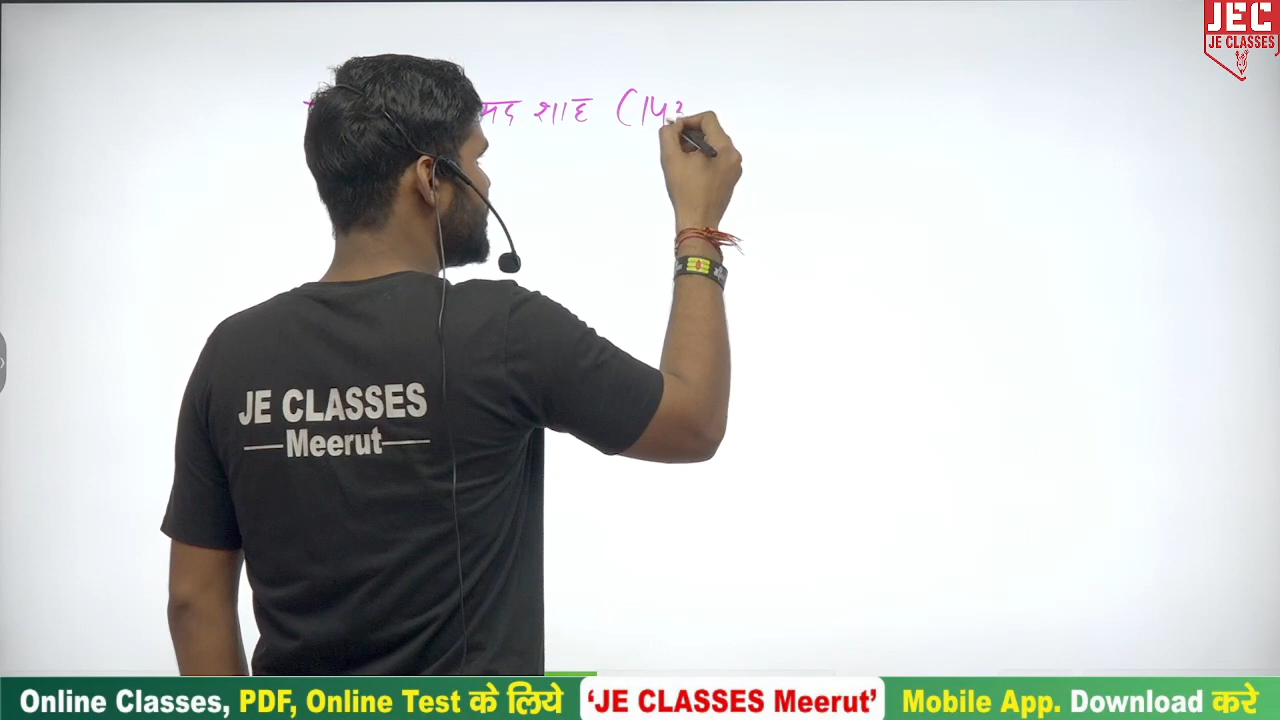 JEC
JE CLASSES
मद शाह (14
JE CLASSES
Meerut
Online Classes, PDF, Online Test के लिये 'JE CLASSES Meerut' Mobile App. Download करे